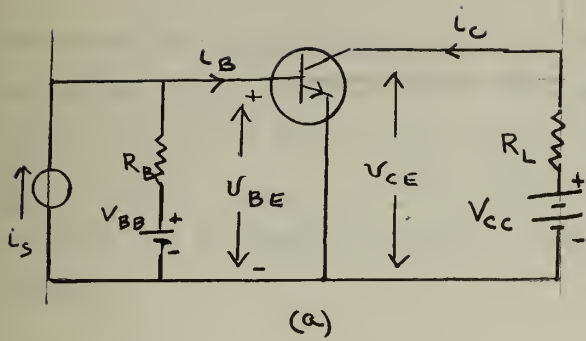 i_B
i_C
+
R_B
v_BE
v_CE
R_L
+
i_S
V_BB
+
-
V_CC
-
-
(a)